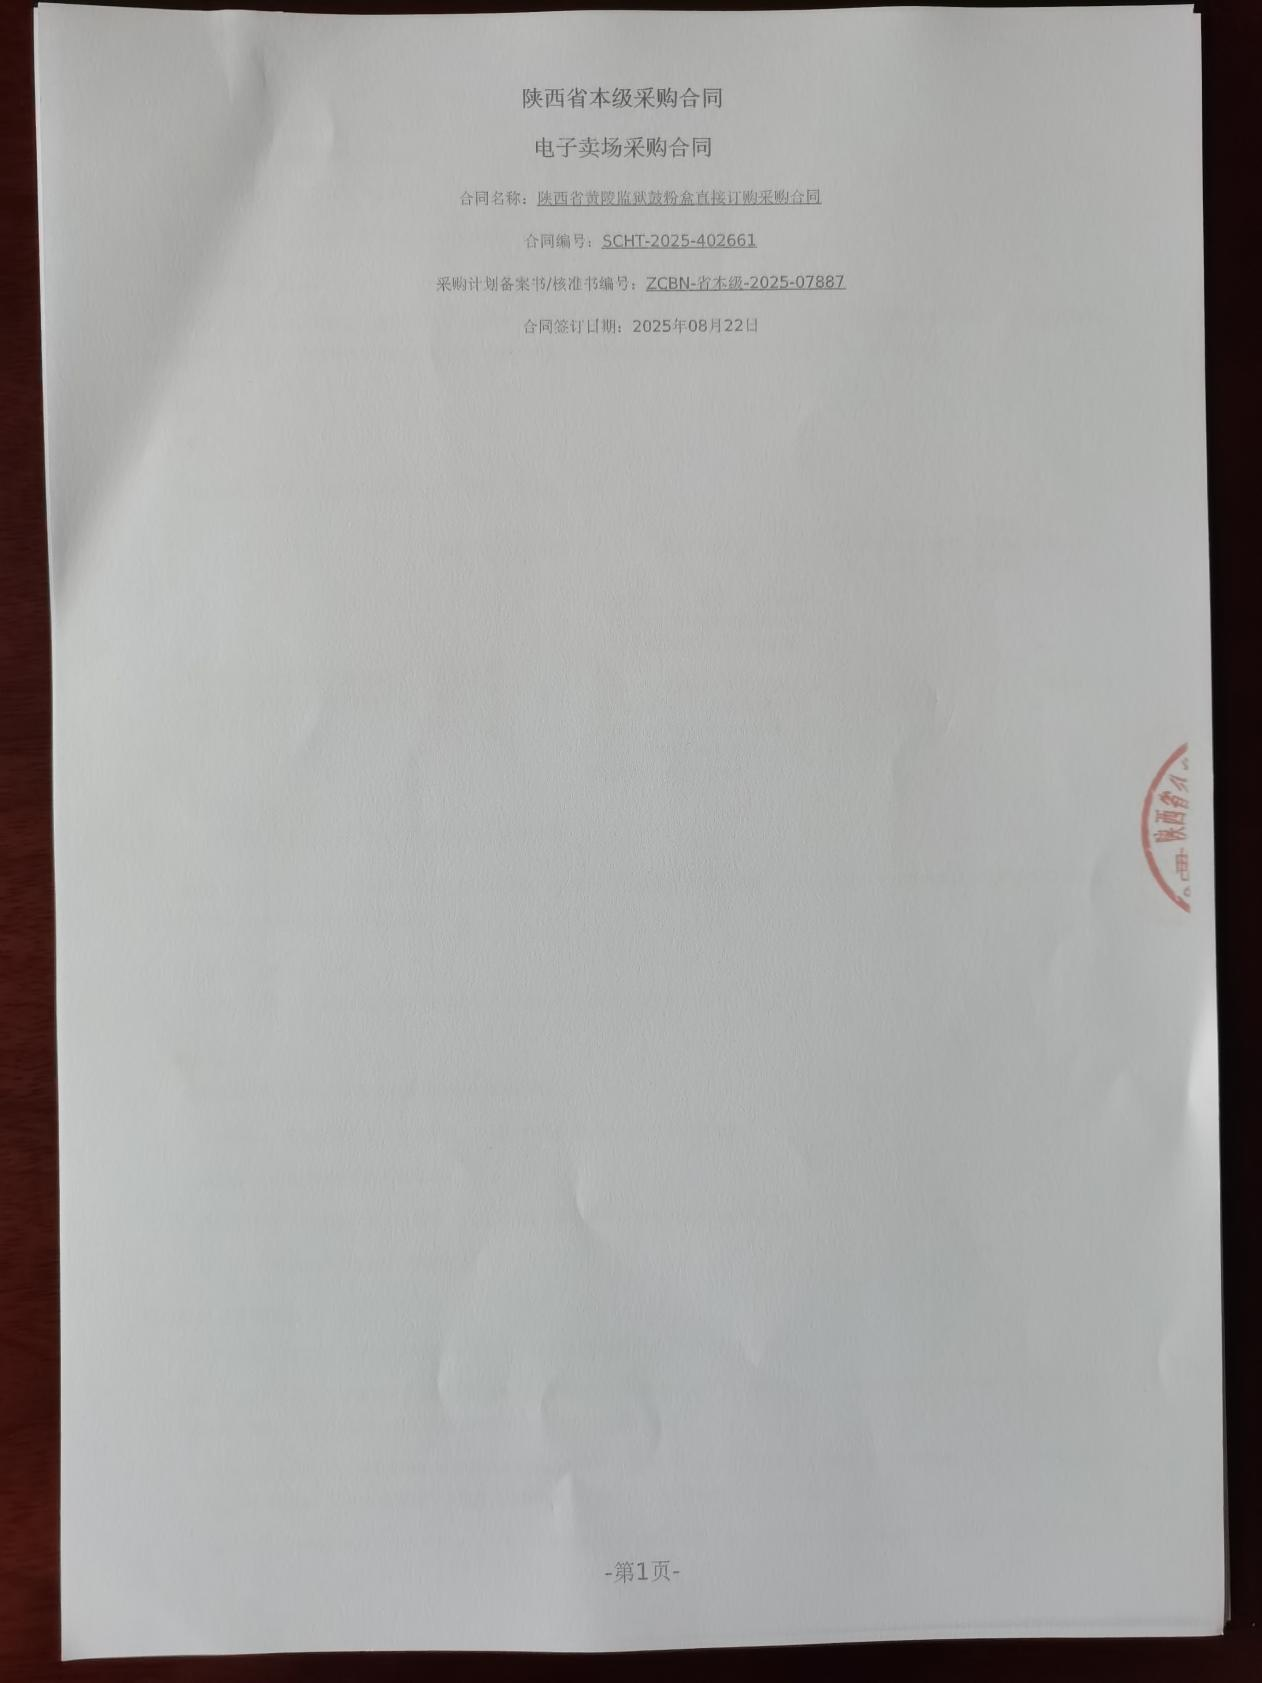 陕西省本级采购合同
电子卖场采购合同
合同名称：陕西省黄陵监狱鼓粉盒直接订购采购合同
合同编号：SCHT-2025-402661
采购计划备案书/核准书编号：ZCBN-省本级-2025-07887
合同签订日期：2025年08月22日
陕西省
-第1页-